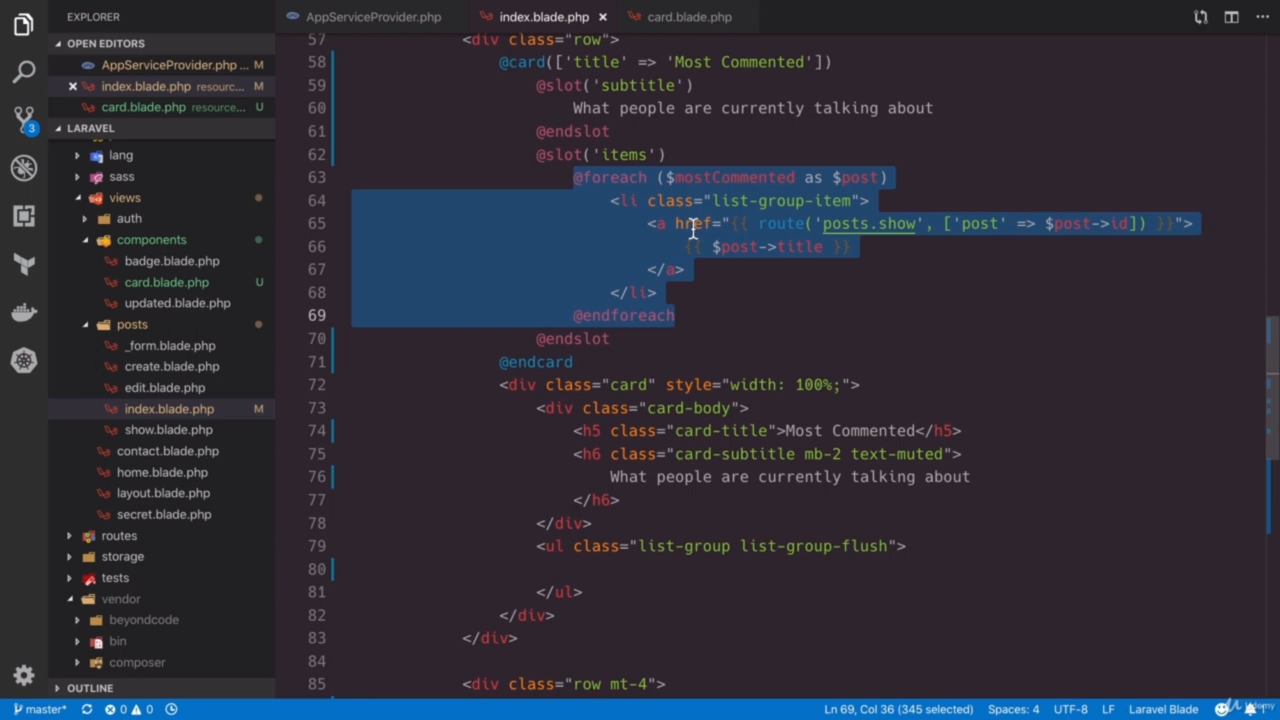 EXPLORER
AppServiceProvider.php
index.blade.php ×
card.blade.php
OPEN EDITORS
AppServiceProvider.php ... M
× index.blade.php resourc... M
card.blade.php resource... U
LARAVEL
lang
sass
views
auth
components
badge.blade.php
card.blade.php U
updated.blade.php
posts
_form.blade.php
create.blade.php
edit.blade.php
index.blade.php M
show.blade.php
contact.blade.php
home.blade.php
layout.blade.php
secret.blade.php
routes
storage
tests
vendor
beyondcode
bin
composer
OUTLINE
3
57 <div class="row">
58 @card(['title' => 'Most Commented'])
59 @slot('subtitle')
60 What people are currently talking about
61 @endslot
62 @slot('items')
63 @foreach ($mostCommented as $post)
64 <li class="list-group-item">
65 <a href="{{ route('posts.show', ['post' => $post->id]) }}">
66 {{ $post->title }}
67 </a>
68 </li>
69 @endforeach
70 @endslot
71 @endcard
72 <div class="card" style="width: 100%;">
73 <div class="card-body">
74 <h5 class="card-title">Most Commented</h5>
75 <h6 class="card-subtitle mb-2 text-muted">
76 What people are currently talking about
77 </h6>
78 </div>
79 <ul class="list-group list-group-flush">
80
81 </ul>
82 </div>
83 </div>
84
85 <div class="row mt-4">
master* 0 0 Ln 69, Col 36 (345 selected) Spaces: 4 UTF-8 LF Laravel Blade 1
Udemy